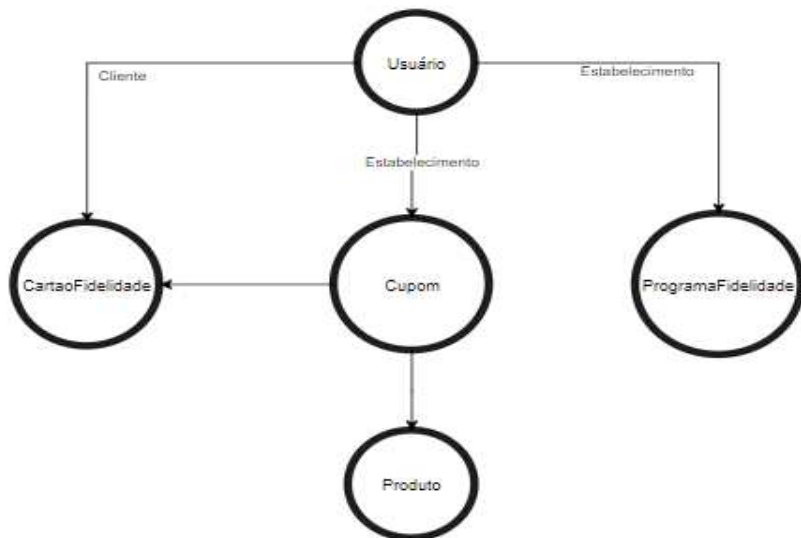 Usuário
Cliente
Estabelecimento
Estabelecimento
CartaoFidelidade
Cupom
ProgramaFidelidade
Produto